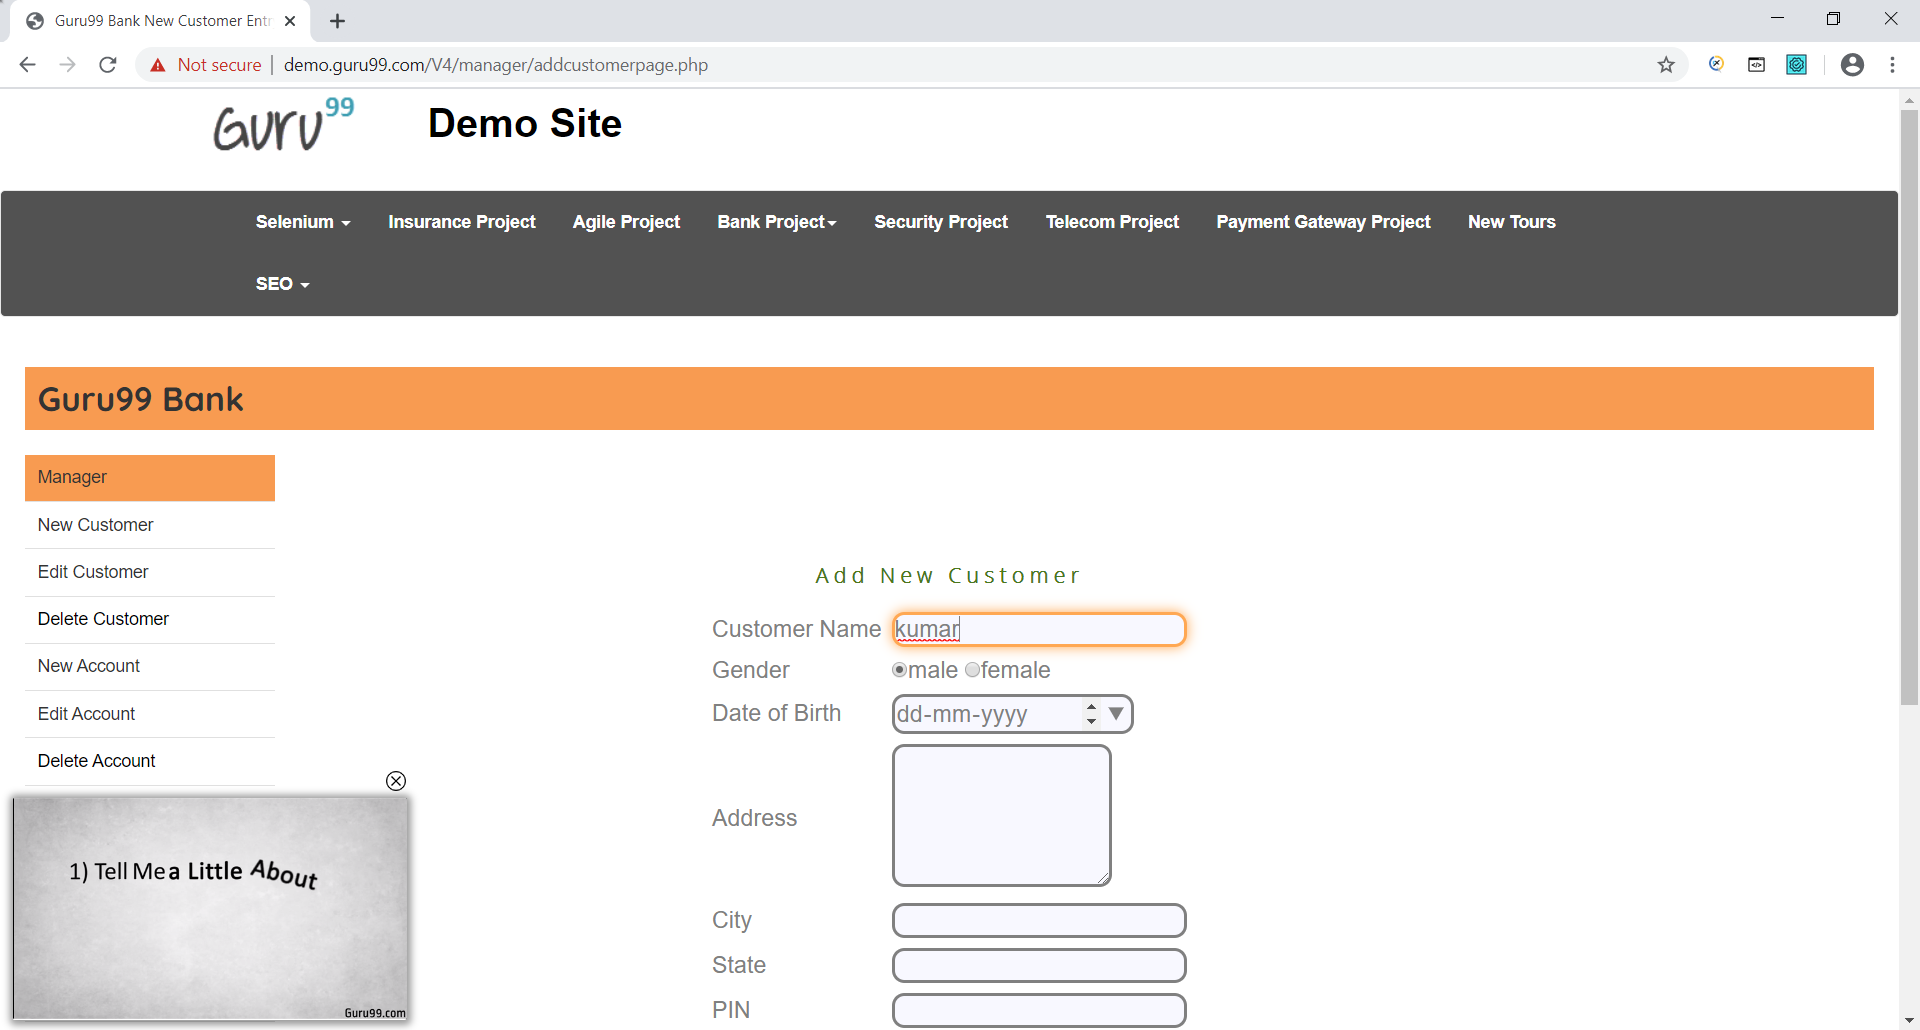 Guru99 Bank New Customer Entr
Not secure | demo.guru99.com/V4/manager/addcustomerpage.php
Guru99 Demo Site
Selenium Insurance Project Agile Project Bank Project Security Project Telecom Project Payment Gateway Project New Tours
SEO
Guru99 Bank
Manager
New Customer
Edit Customer
Delete Customer
New Account
Edit Account
Delete Account
Add New Customer
Customer Name kumar
Gender male female
Date of Birth dd-mm-yyyy
Address
City
State
PIN
1) Tell Me a Little About
Guru99.com